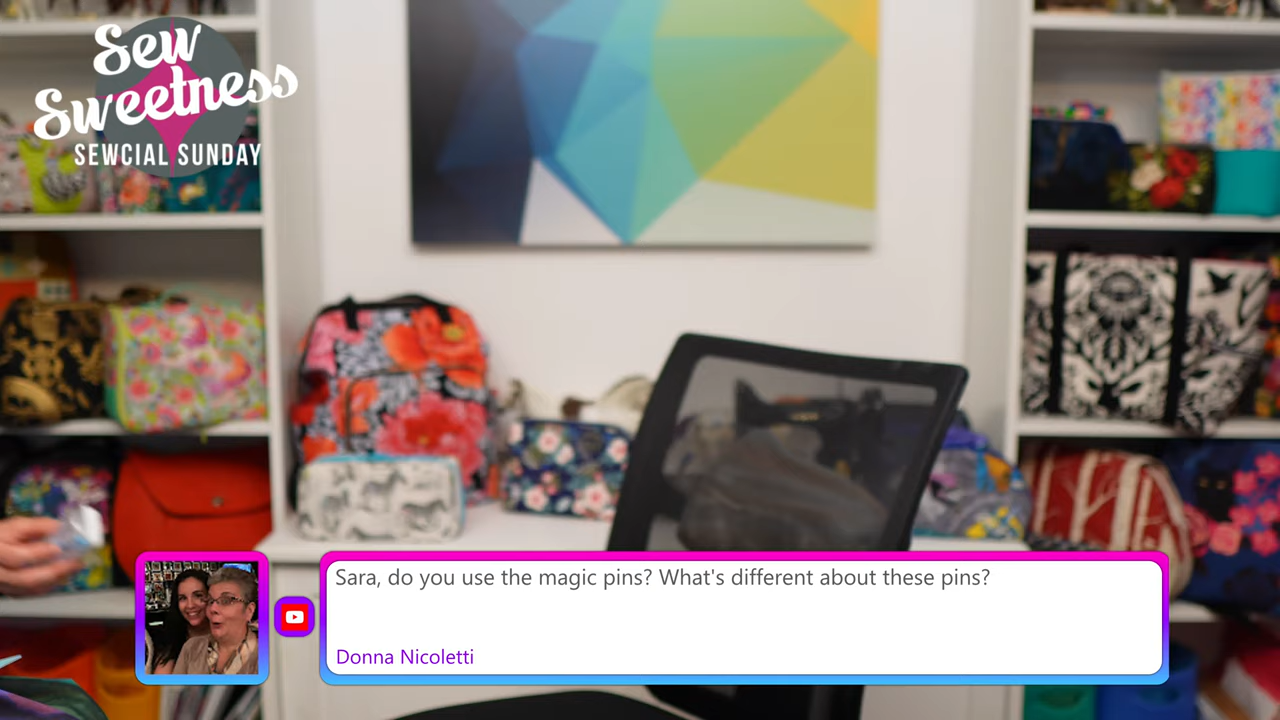 Sew
Sweetness
SEWCIAL SUNDAY
Sara, do you use the magic pins? What's different about these pins?
Donna Nicoletti